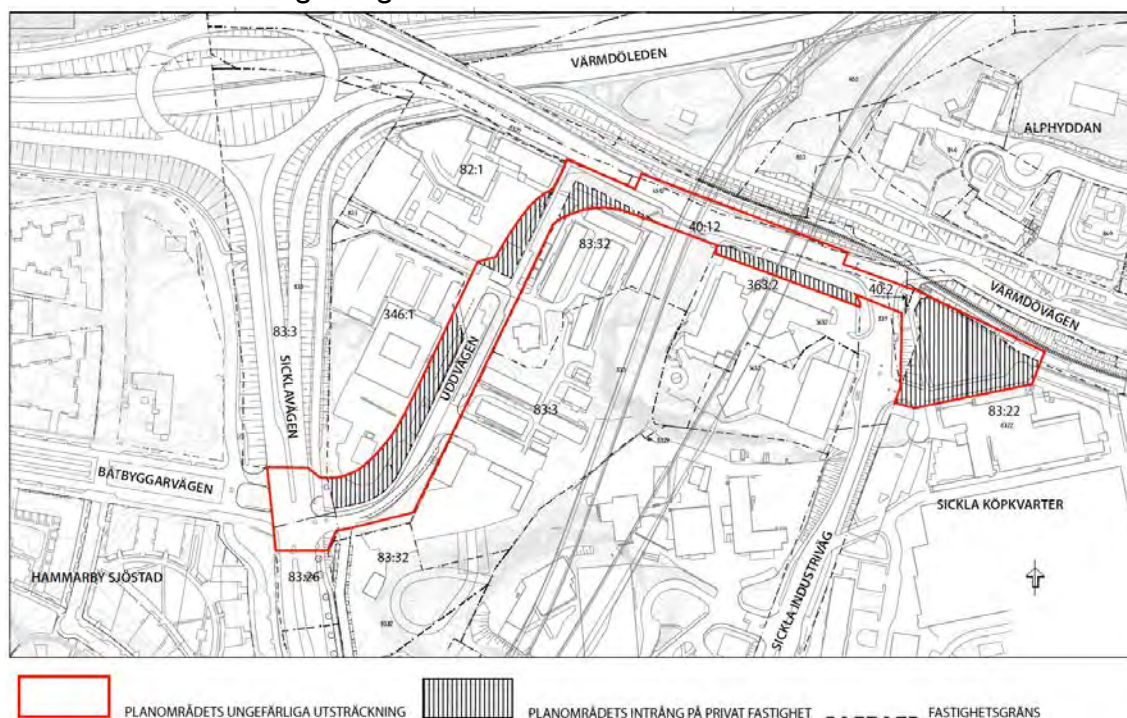 VÄRMDÖLEDEN
ALPHYDDAN
82:1
40:12
83:32
363:2
40:2
VÄRMDÖVÄGEN
346:1
83:3
SICKLAVÄGEN
UDDVÄGEN
83:3
83:22
BÅTBYGGARVÄGEN
SICKLA KÖPKVARTER
HAMMARBY SJÖSTAD
83:26
83:32
SICKLA INDUSTRIVÄG
PLANOMRÅDETS UNGEFÄRLIGA UTSTRÄCKNING
PLANOMRÅDETS INTRÅNG PÅ PRIVAT FASTIGHET
FASTIGHETSGRÄNS